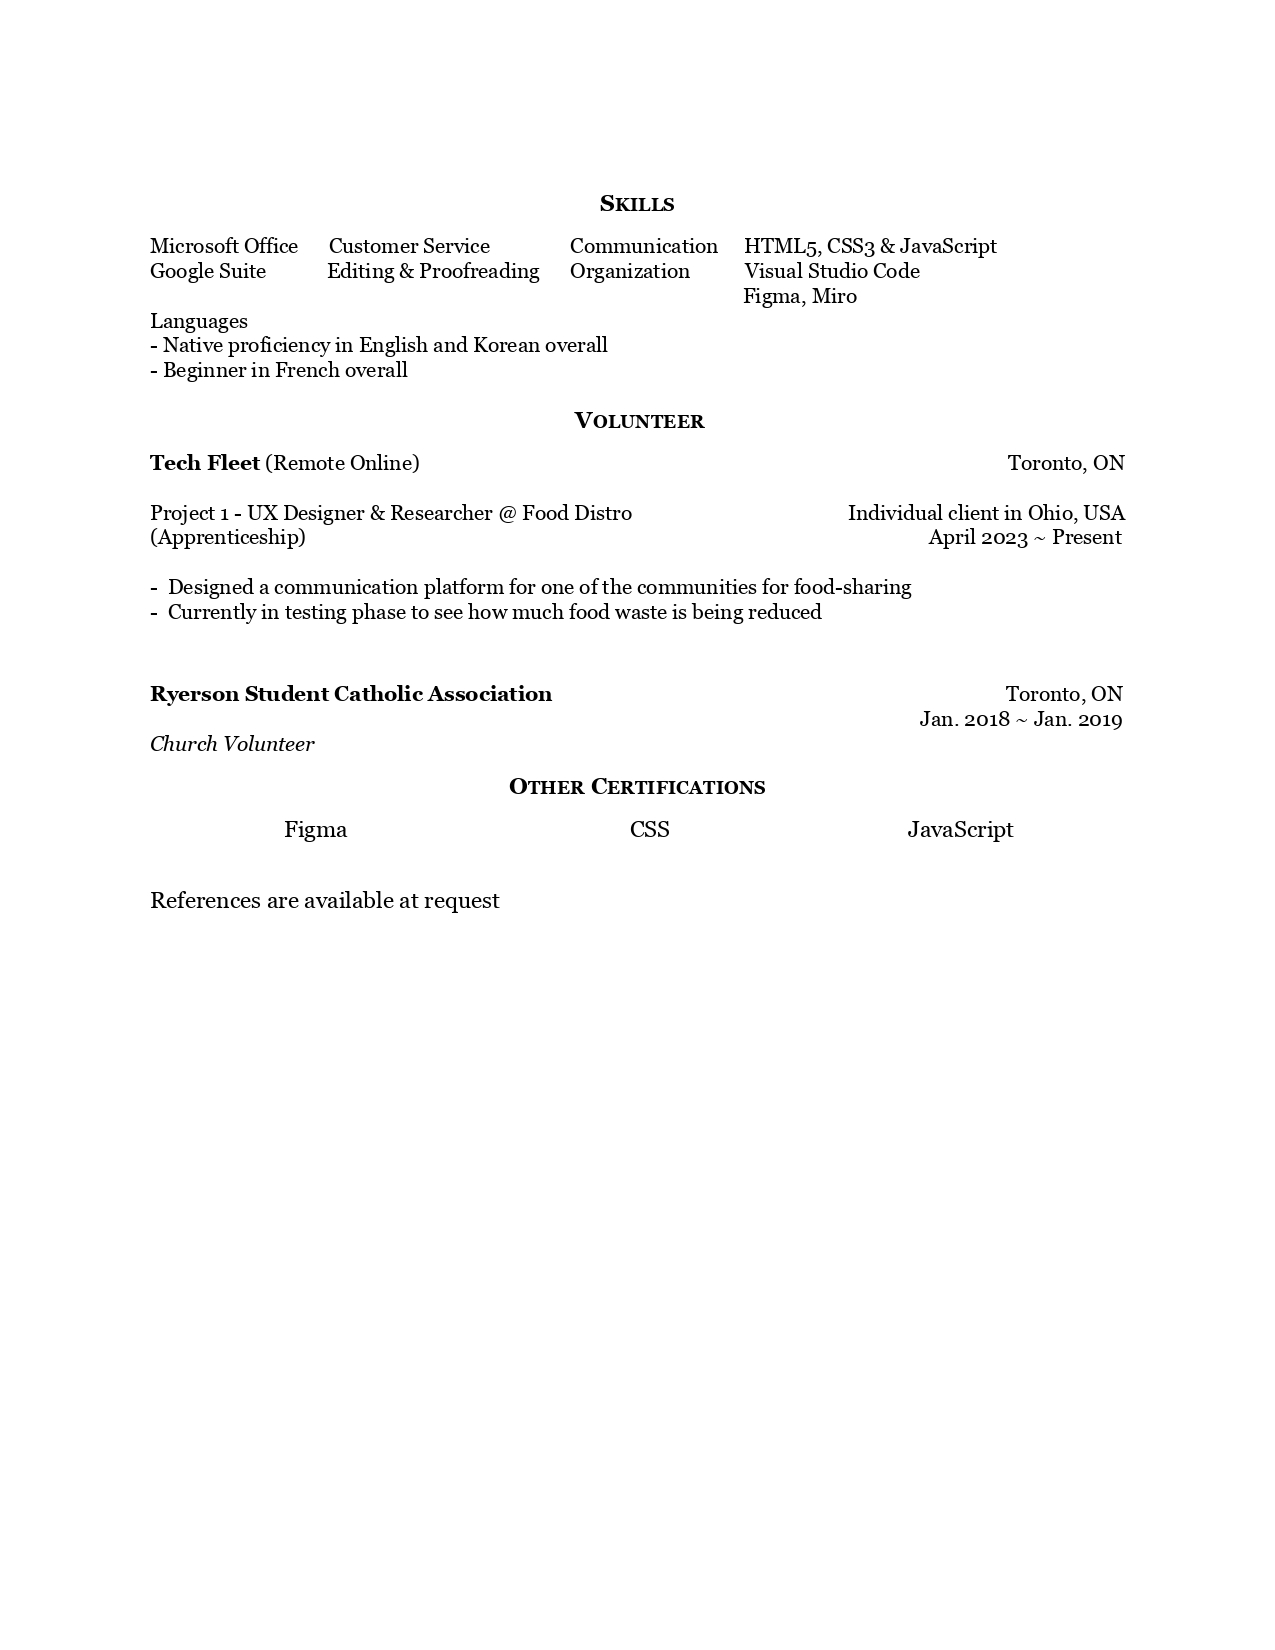 SKILLS
Microsoft Office Customer Service Communication HTML5, CSS3 & JavaScript
Google Suite Editing & Proofreading Organization Visual Studio Code
Figma, Miro
Languages
- Native proficiency in English and Korean overall
- Beginner in French overall
VOLUNTEER
Tech Fleet (Remote Online) Toronto, ON
Project 1 - UX Designer & Researcher @ Food Distro Individual client in Ohio, USA
(Apprenticeship) April 2023 ~ Present
- Designed a communication platform for one of the communities for food-sharing
- Currently in testing phase to see how much food waste is being reduced
Ryerson Student Catholic Association Toronto, ON
Jan. 2018 ~ Jan. 2019
Church Volunteer
OTHER CERTIFICATIONS
Figma CSS JavaScript
References are available at request